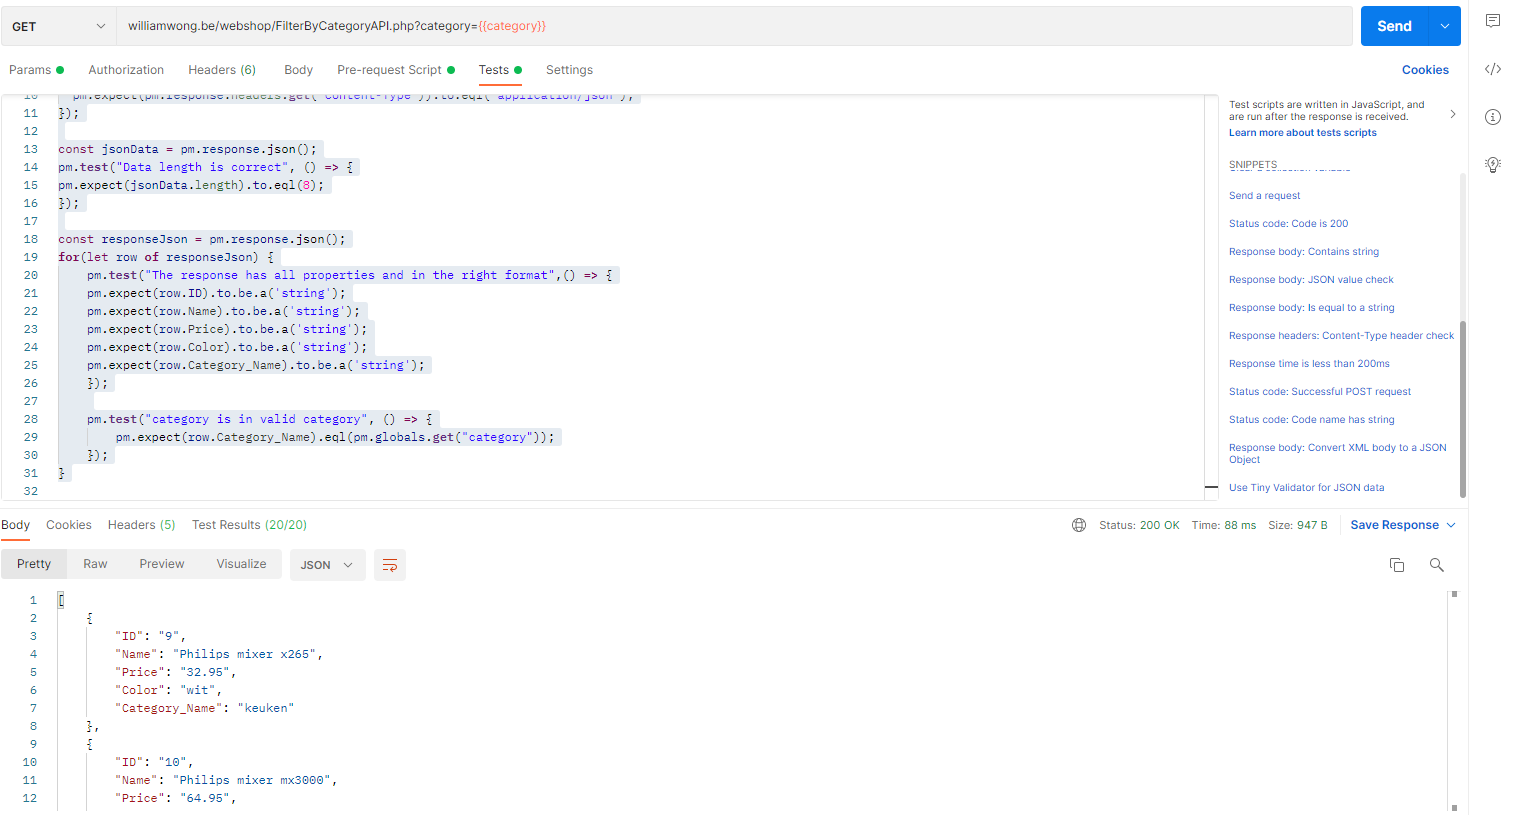 GET
williamwong.be/webshop/FilterByCategoryAPI.php?category={{category}}
Send
Params
Authorization
Headers (6)
Body
Pre-request Script
Tests
Settings
Cookies
10 pm.expect(pm.response.headers.get("Content-Type")).to.eql("application/json");
11 });
12
13 const jsonData = pm.response.json();
14 pm.test("Data length is correct", () => {
15 pm.expect(jsonData.length).to.eql(8);
16 });
17
18 const responseJson = pm.response.json();
19 for(let row of responseJson) {
20 pm.test("The response has all properties and in the right format",() => {
21 pm.expect(row.ID).to.be.a('string');
22 pm.expect(row.Name).to.be.a('string');
23 pm.expect(row.Price).to.be.a('string');
24 pm.expect(row.Color).to.be.a('string');
25 pm.expect(row.Category_Name).to.be.a('string');
26 });
27
28 pm.test("category is in valid category", () => {
29 pm.expect(row.Category_Name).eql(pm.globals.get("category"));
30 });
31 }
32
Test scripts are written in JavaScript, and
are run after the response is received.
Learn more about tests scripts
SNIPPETS
Send a request
Status code: Code is 200
Response body: Contains string
Response body: JSON value check
Response body: Is equal to a string
Response headers: Content-Type header check
Response time is less than 200ms
Status code: Successful POST request
Status code: Code name has string
Response body: Convert XML body to a JSON
Object
Use Tiny Validator for JSON data
Body
Cookies
Headers (5)
Test Results (20/20)
Status: 200 OK
Time: 88 ms
Size: 947 B
Save Response
Pretty
Raw
Preview
Visualize
JSON
1 [
2 {
3 "ID": "9",
4 "Name": "Philips mixer x265",
5 "Price": "32.95",
6 "Color": "wit",
7 "Category_Name": "keuken"
8 },
9 {
10 "ID": "10",
11 "Name": "Philips mixer mx3000",
12 "Price": "64.95",